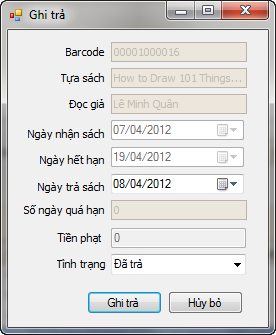 Ghi trả
Barcode 00001000016
Tựa sách How to Draw 101 Things...
Đọc giả Lê Minh Quân
Ngày nhận sách 07/04/2012
Ngày hết hạn 19/04/2012
Ngày trả sách 08/04/2012
Số ngày quá hạn 0
Tiền phạt 0
Tình trạng Đã trả
Ghi trả Hủy bỏ